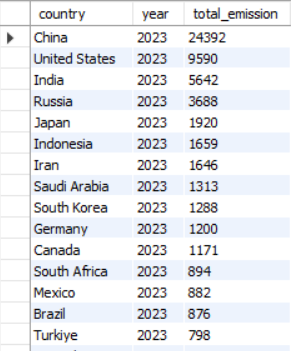 country year total_emission
China 2023 24392
United States 2023 9590
India 2023 5642
Russia 2023 3688
Japan 2023 1920
Indonesia 2023 1659
Iran 2023 1646
Saudi Arabia 2023 1313
South Korea 2023 1288
Germany 2023 1200
Canada 2023 1171
South Africa 2023 894
Mexico 2023 882
Brazil 2023 876
Turkiye 2023 798